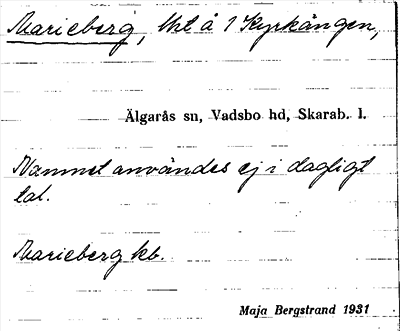 Marieberg, lht å 1 Kyrkängen,
Älgarås sn, Vadsbo hd, Skarab. l.
Namnet användes ej i dagligt
tal.
Marieberg kb.
Maja Bergstrand 1931